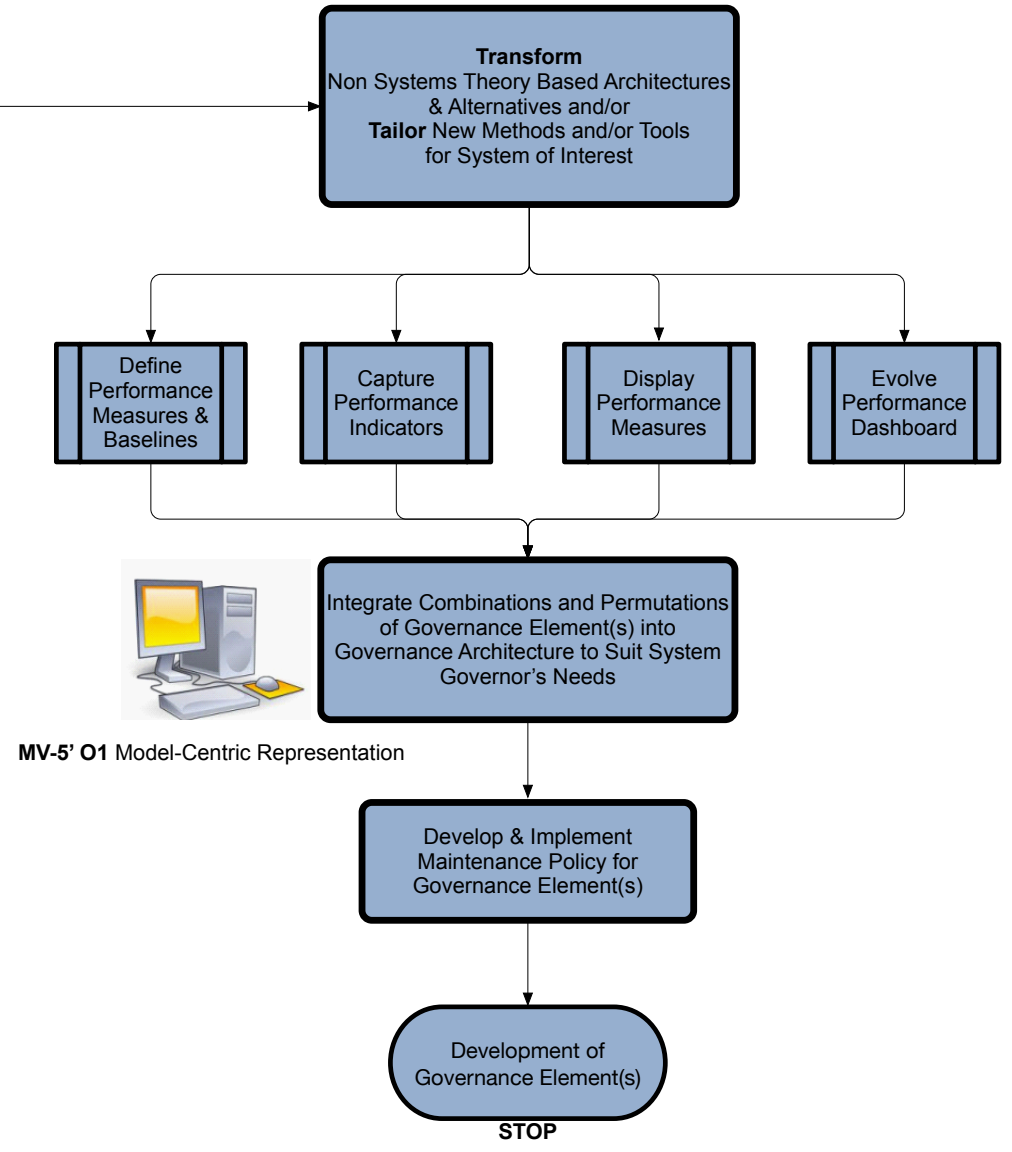 Transform
Non Systems Theory Based Architectures
& Alternatives and/or
Tailor New Methods and/or Tools
for System of Interest
Define
Performance
Measures &
Baselines
Capture
Performance
Indicators
Display
Performance
Measures
Evolve
Performance
Dashboard
Integrate Combinations and Permutations
of Governance Element(s) into
Governance Architecture to Suit System
Governor’s Needs
MV-5’ O1 Model-Centric Representation
Develop & Implement
Maintenance Policy for
Governance Element(s)
Development of
Governance Element(s)
STOP